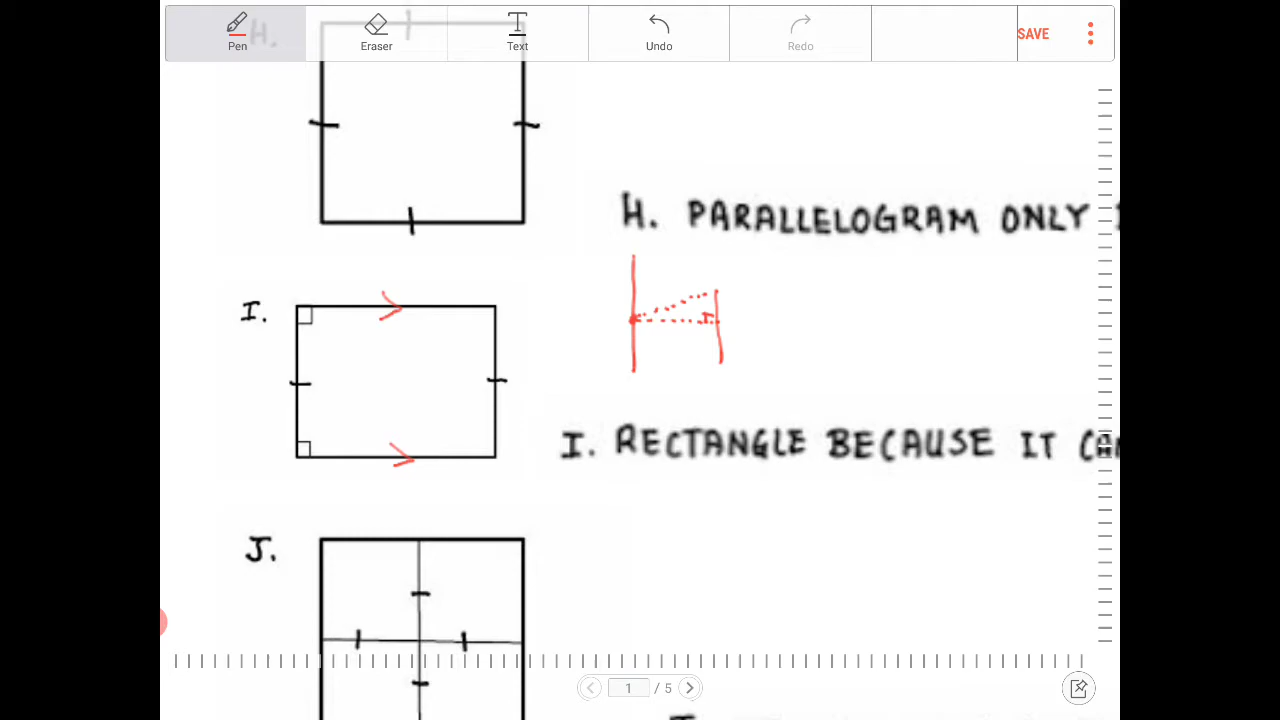 H.
Pen
Eraser
Text
Undo
Redo
SAVE
H. PARALLELOGRAM ONLY
I.
I. RECTANGLE BECAUSE IT
J.
1 / 5